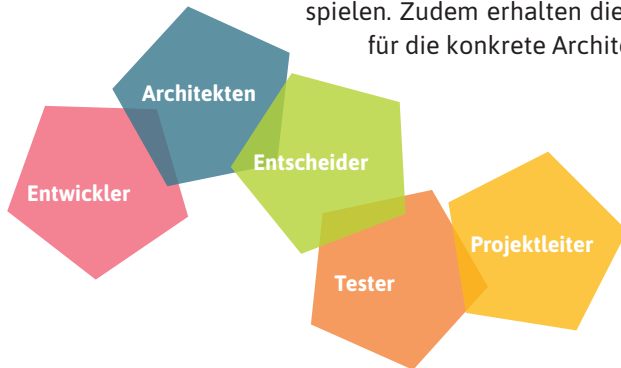 spielen. Zudem erhalten die
für die konkrete Archite
Architekten
Entscheider
Entwickler
Projektleiter
Tester